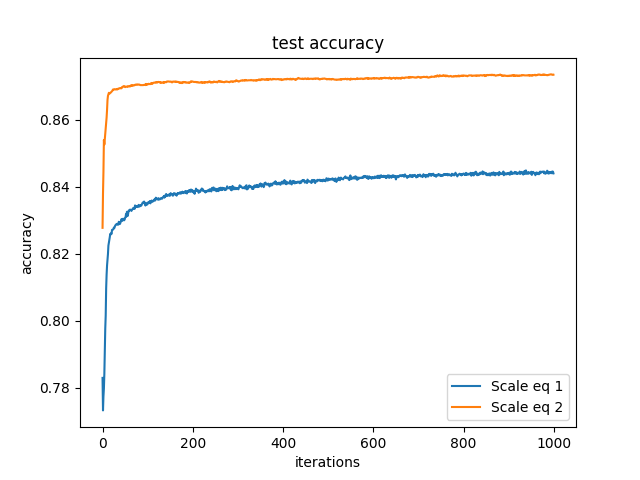 test accuracy
accuracy
0.86
0.84
0.82
0.80
0.78
Scale eq 1
Scale eq 2
0
200
400
600
800
1000
iterations